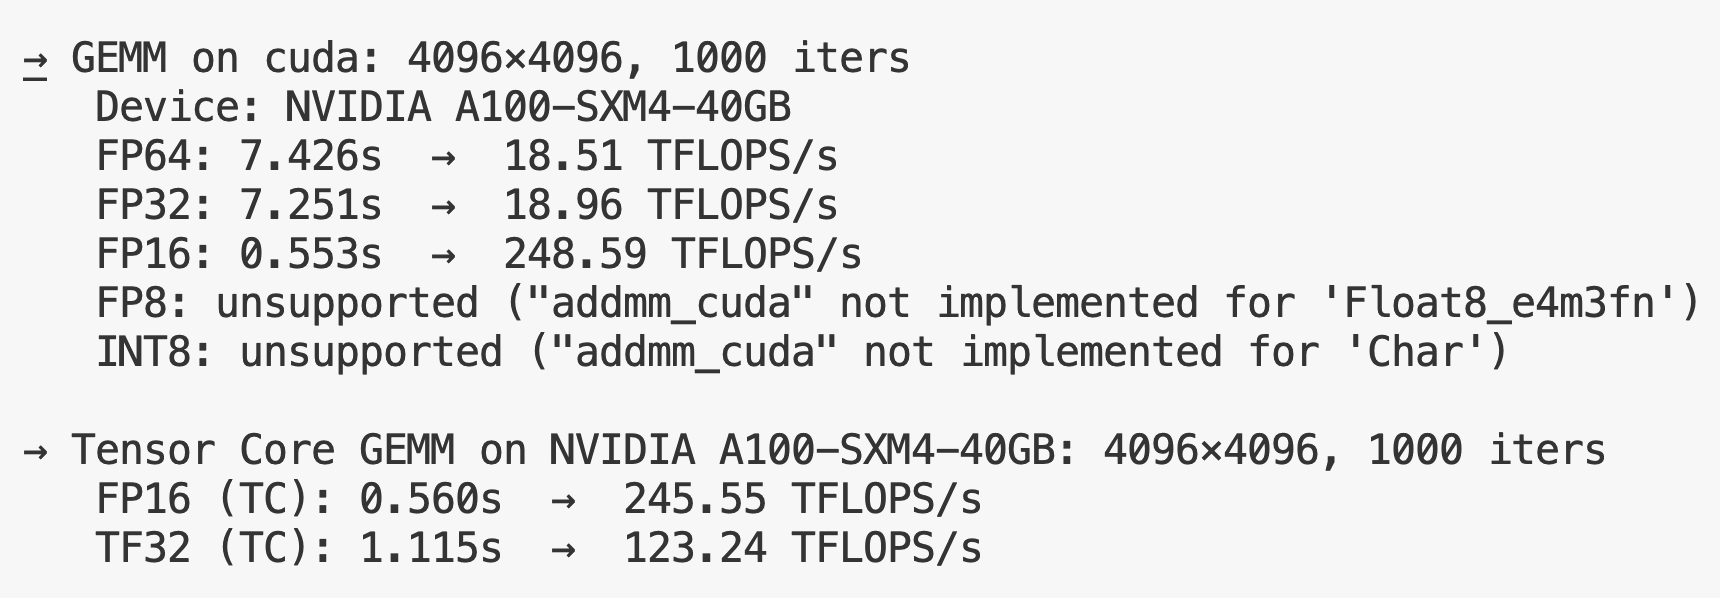 → GEMM on cuda: 4096×4096, 1000 iters
Device: NVIDIA A100-SXM4-40GB
FP64: 7.426s → 18.51 TFLOPS/s
FP32: 7.251s → 18.96 TFLOPS/s
FP16: 0.553s → 248.59 TFLOPS/s
FP8: unsupported ("addmm_cuda" not implemented for 'Float8_e4m3fn')
INT8: unsupported ("addmm_cuda" not implemented for 'Char')
→ Tensor Core GEMM on NVIDIA A100-SXM4-40GB: 4096×4096, 1000 iters
FP16 (TC): 0.560s → 245.55 TFLOPS/s
TF32 (TC): 1.115s → 123.24 TFLOPS/s